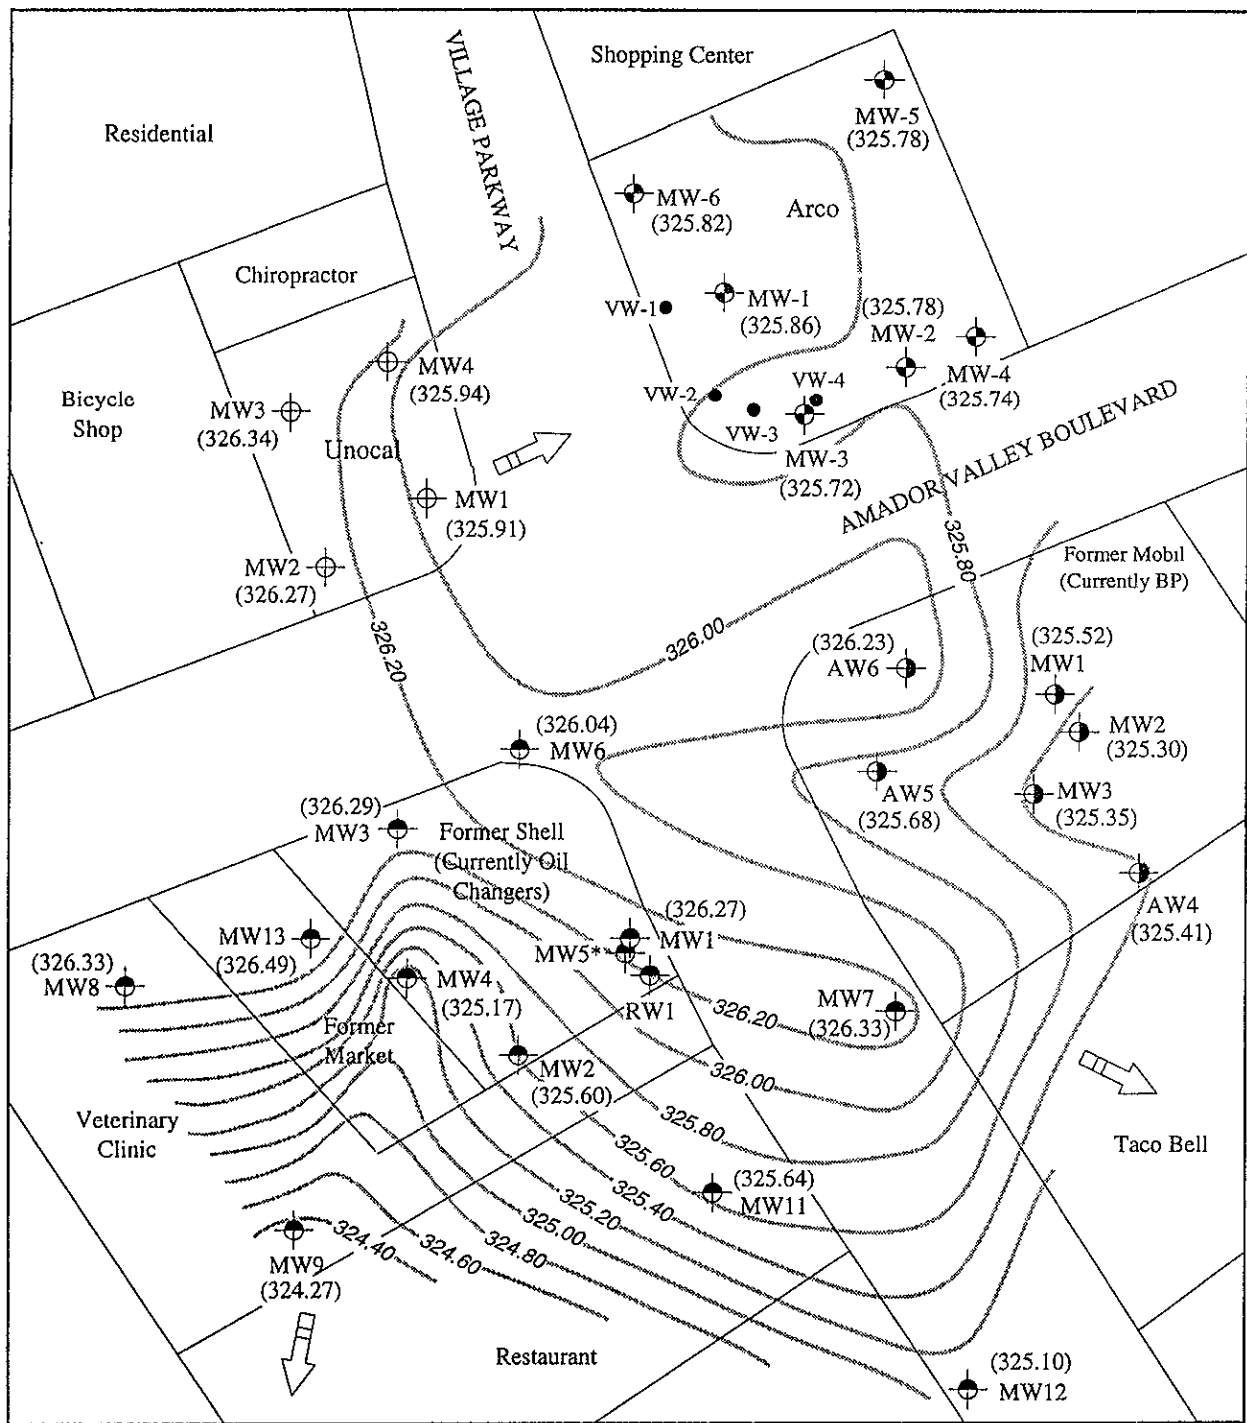 Shopping Center
VILLAGE PARKWAY
Residential
MW-5
(325.78)
MW-6
(325.82)
Arco
Chiropractor
VW-1
MW-1
(325.86)
(325.78)
MW-2
MW4
(325.94)
MW-4
(325.74)
Bicycle
Shop
MW3
(326.34)
Unocal
VW-2
VW-4
VW-3
MW-3
(325.72)
AMADOR VALLEY BOULEVARD
MW1
(325.91)
MW2
(326.27)
325.80
Former Mobil
(Currently BP)
326.20
326.00
(326.23)
AW6
(325.52)
MW1
(326.04)
MW6
MW2
(325.30)
AW5
(325.68)
MW3
(325.35)
(326.29)
MW3
Former Shell
(Currently Oil
Changers)
AW4
(325.41)
(326.27)
MW1
MW5*
MW13
(326.49)
(326.33)
MW8
MW4
(325.17)
RW1
MW7
(326.33)
326.20
Former
Market
MW2
(325.60)
326.00
Veterinary
Clinic
325.80
Taco Bell
325.60
(325.64)
MW11
325.40
325.20
325.00
324.80
324.60
324.40
MW9
(324.27)
Restaurant
(325.10)
MW12